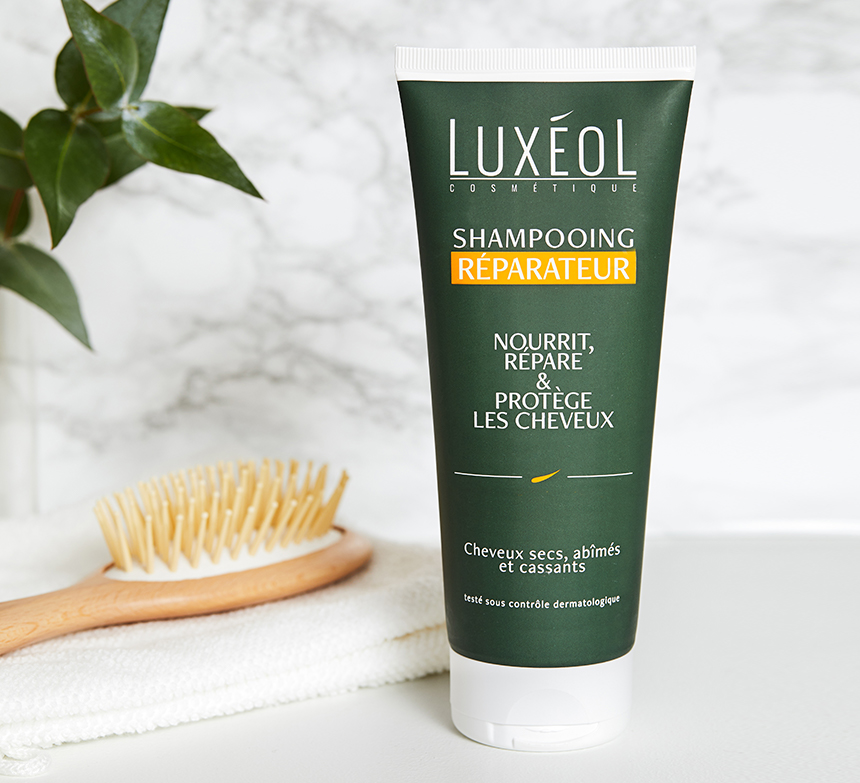 LUXÉOL
COSMÉTIQUE
SHAMPOOING
RÉPARATEUR
NOURRIT,
RÉPARE
&
PROTÈGE
LES CHEVEUX
Cheveux secs, abîmés
et cassants
testé sous contrôle dermatologique